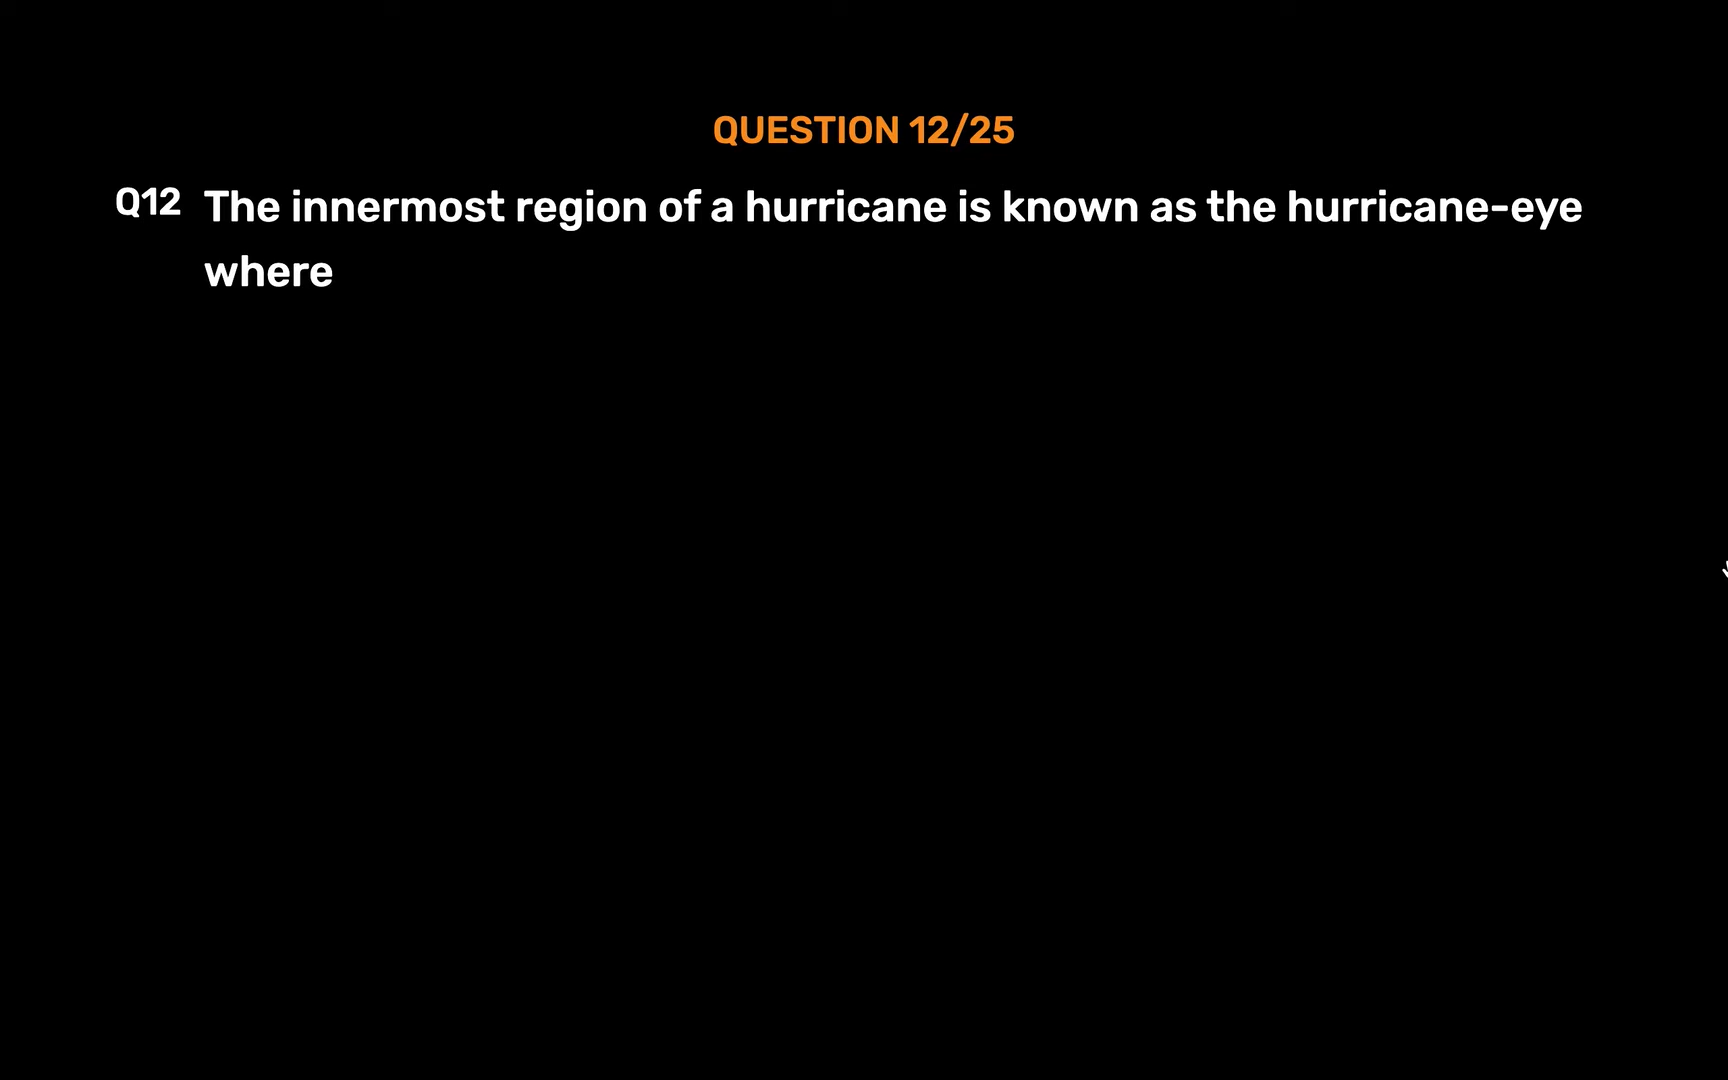 QUESTION 12/25
Q12 The innermost region of a hurricane is known as the hurricane-eye
where